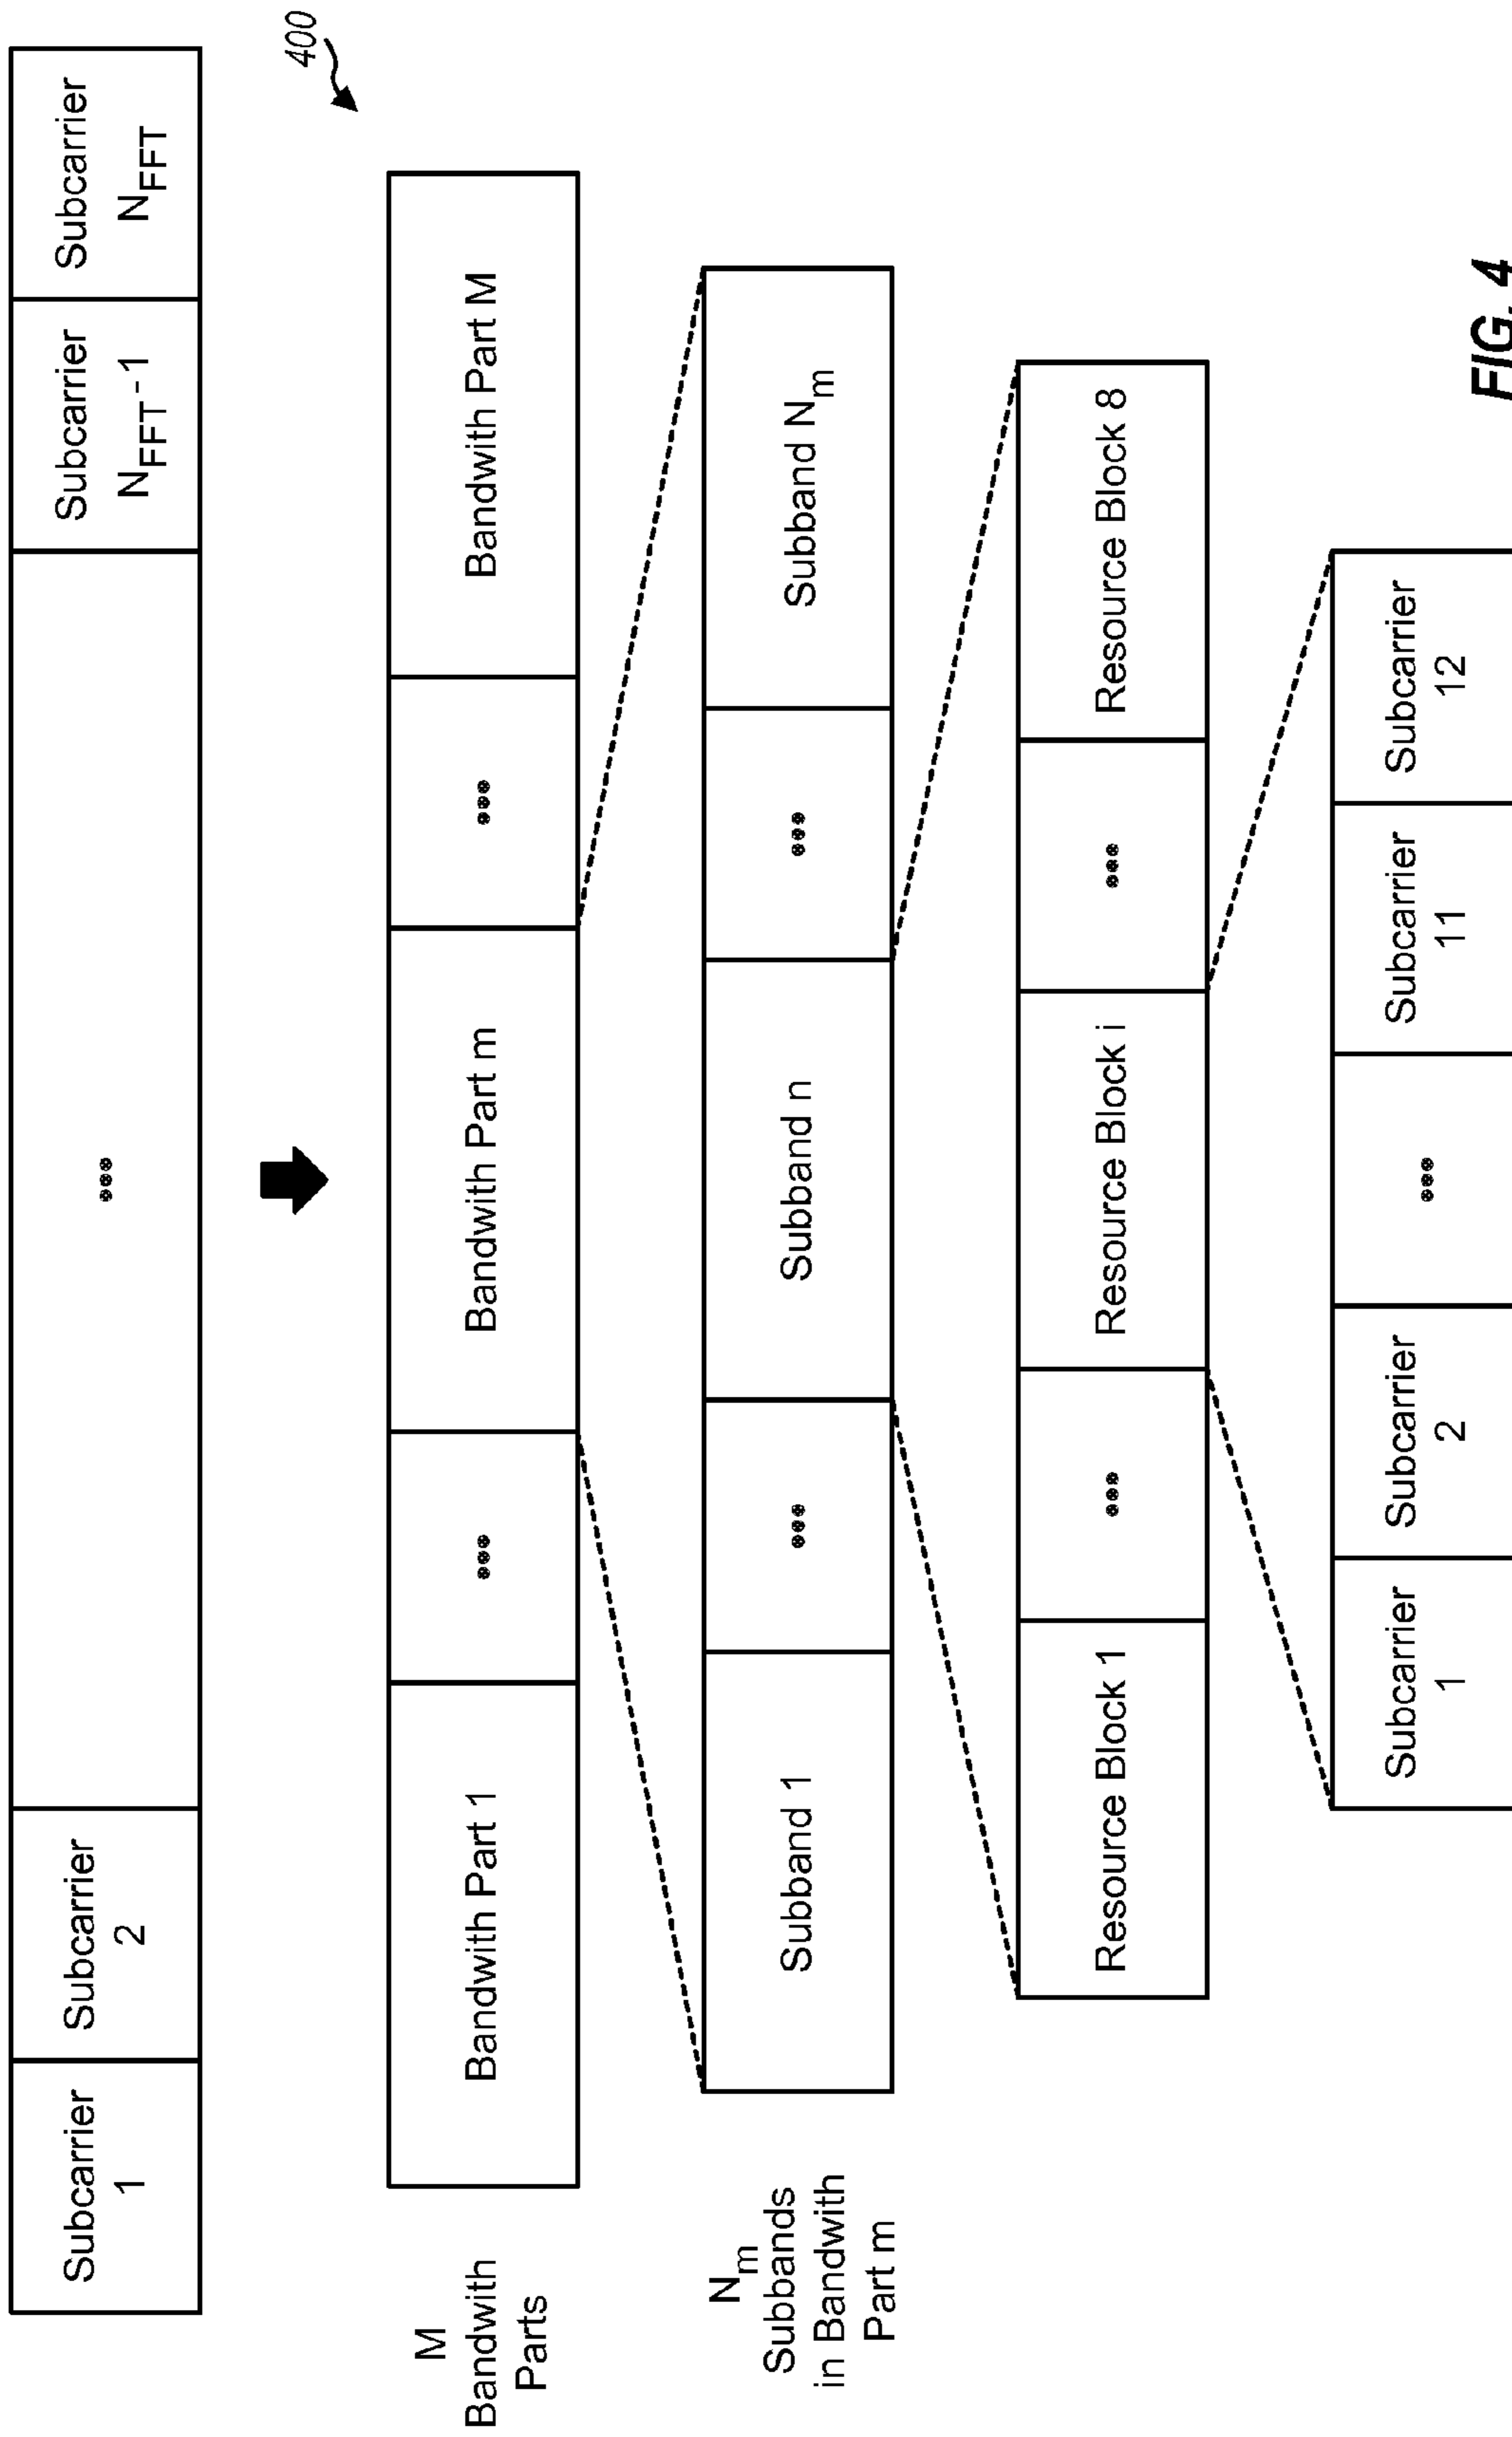 Subcarrier
1
Subcarrier
2
•••
Subcarrier
N_FFT-1
Subcarrier
N_FFT
400
M
Bandwith
Parts
Bandwith Part 1
•••
Bandwith Part m
•••
Bandwith Part M
N_m
Subbands
in Bandwith
Part m
Subband 1
•••
Subband n
•••
Subband N_m
Resource Block 1
•••
Resource Block i
•••
Resource Block 8
Subcarrier
1
Subcarrier
2
•••
Subcarrier
11
Subcarrier
12
FIG. 4